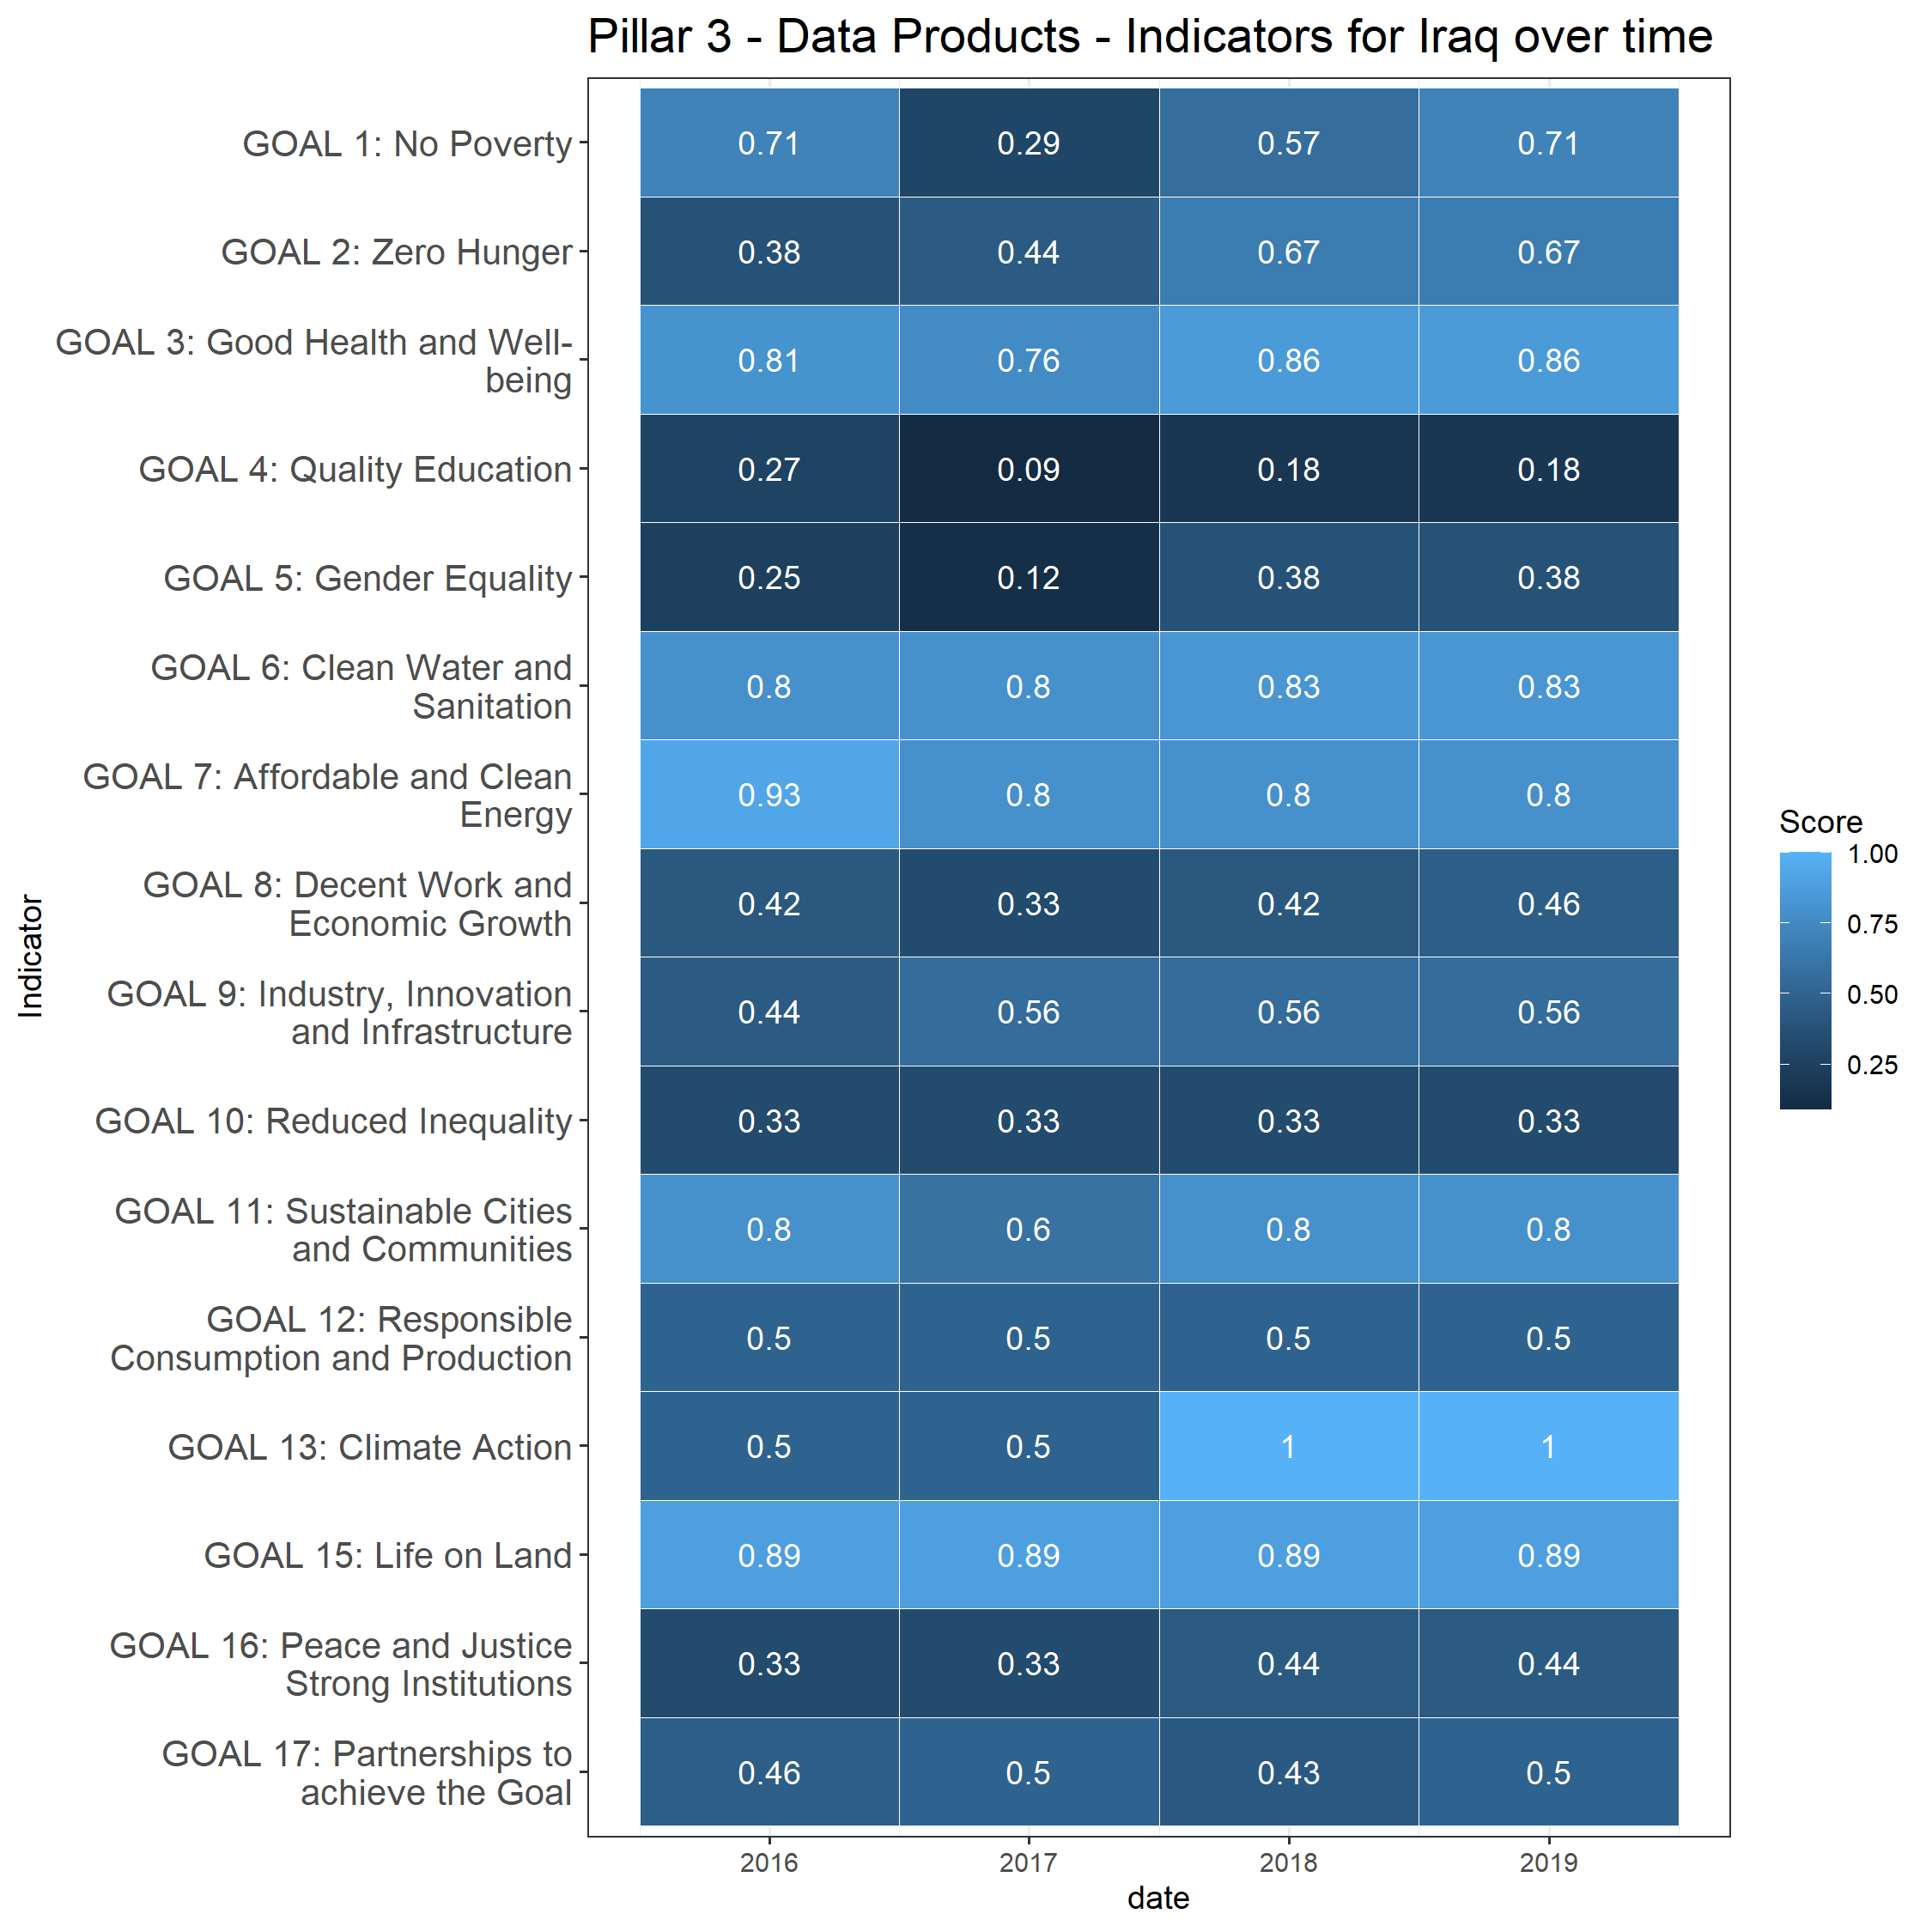 Pillar 3 - Data Products - Indicators for Iraq over time
GOAL 1: No Poverty
0.71 0.29 0.57 0.71
GOAL 2: Zero Hunger
0.38 0.44 0.67 0.67
GOAL 3: Good Health and Well-
being
0.81 0.76 0.86 0.86
GOAL 4: Quality Education
0.27 0.09 0.18 0.18
GOAL 5: Gender Equality
0.25 0.12 0.38 0.38
GOAL 6: Clean Water and
Sanitation
0.8 0.8 0.83 0.83
GOAL 7: Affordable and Clean
Energy
0.93 0.8 0.8 0.8
GOAL 8: Decent Work and
Economic Growth
0.42 0.33 0.42 0.46
GOAL 9: Industry, Innovation
and Infrastructure
0.44 0.56 0.56 0.56
GOAL 10: Reduced Inequality
0.33 0.33 0.33 0.33
GOAL 11: Sustainable Cities
and Communities
0.8 0.6 0.8 0.8
GOAL 12: Responsible
Consumption and Production
0.5 0.5 0.5 0.5
GOAL 13: Climate Action
0.5 0.5 1 1
GOAL 15: Life on Land
0.89 0.89 0.89 0.89
GOAL 16: Peace and Justice
Strong Institutions
0.33 0.33 0.44 0.44
GOAL 17: Partnerships to
achieve the Goal
0.46 0.5 0.43 0.5
2016 2017 2018 2019
date
Indicator
Score
1.00
0.75
0.50
0.25